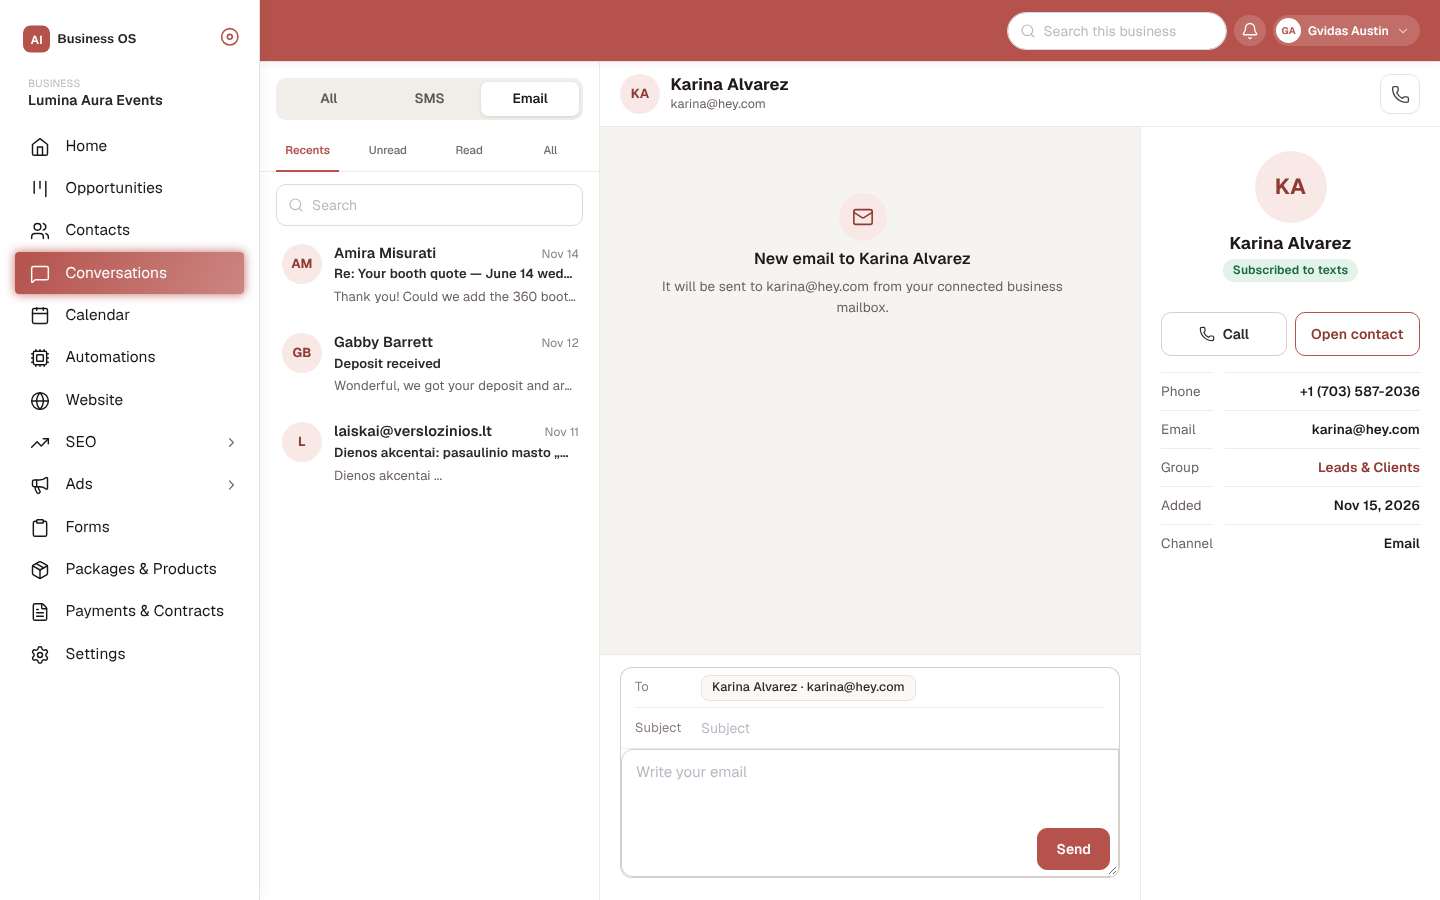 AI Business OS
BUSINESS
Lumina Aura Events
Home
Opportunities
Contacts
Conversations
Calendar
Automations
Website
SEO
Ads
Forms
Packages & Products
Payments & Contracts
Settings
Search this business
GA Gvidas Austin
All SMS Email
Recents Unread Read All
Search
AM
Amira Misurati Nov 14
Re: Your booth quote — June 14 wed...
Thank you! Could we add the 360 boot...
GB
Gabby Barrett Nov 12
Deposit received
Wonderful, we got your deposit and ar...
L
laiskai@verslozinios.lt Nov 11
Dienos akcentai: pasaulinio masto „...
Dienos akcentai ...
KA
Karina Alvarez
karina@hey.com
New email to Karina Alvarez
It will be sent to karina@hey.com from your connected business
mailbox.
To Karina Alvarez · karina@hey.com
Subject Subject
Write your email
Send
KA
Karina Alvarez
Subscribed to texts
Call Open contact
Phone +1 (703) 587-2036
Email karina@hey.com
Group Leads & Clients
Added Nov 15, 2026
Channel Email